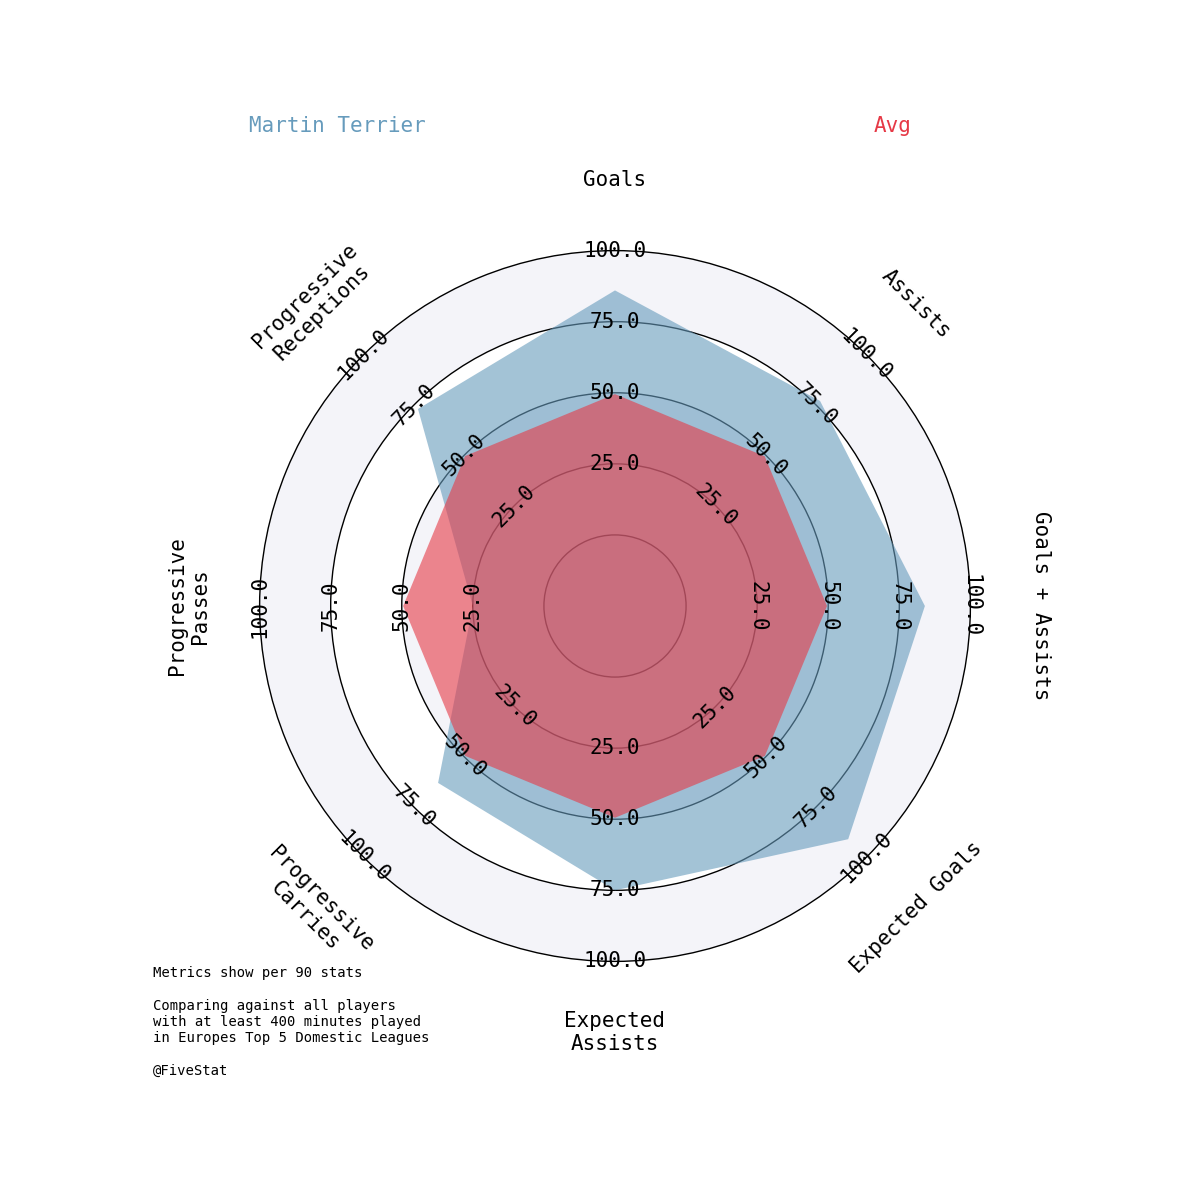 Martin Terrier
Avg
Goals
Assists
Goals + Assists
Expected Goals
Expected
Assists
Progressive
Carries
Progressive
Passes
Progressive
Receptions
25.0
50.0
75.0
100.0
25.0
50.0
75.0
100.0
25.0
50.0
75.0
100.0
25.0
50.0
75.0
100.0
25.0
50.0
75.0
100.0
25.0
50.0
75.0
100.0
25.0
50.0
75.0
100.0
25.0
50.0
75.0
100.0
Metrics show per 90 stats
Comparing against all players
with at least 400 minutes played
in Europes Top 5 Domestic Leagues
@FiveStat